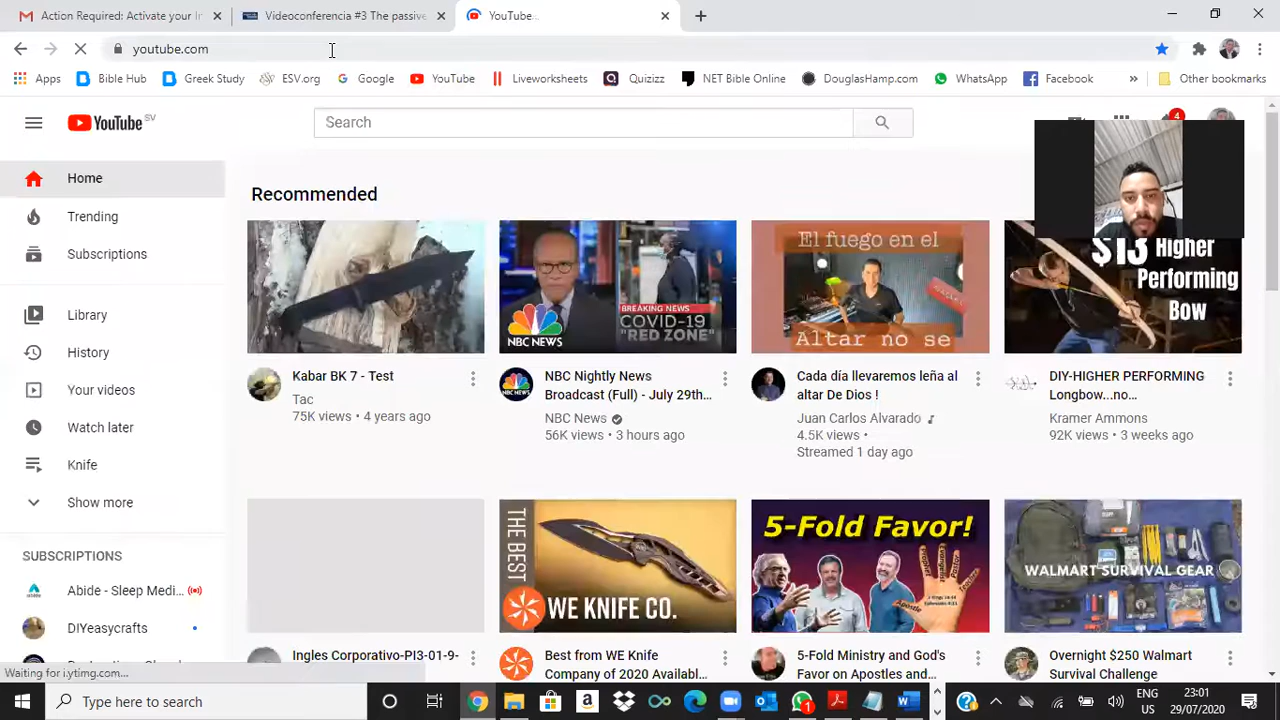 Action Required: Activate your In
Videoconferencia #3 The passive
YouTube
youtube.com
Apps
Bible Hub
Greek Study
ESV.org
Google
YouTube
Liveworksheets
Quizizz
NET Bible Online
DouglasHamp.com
WhatsApp
Facebook
»
Other bookmarks
YouTube SV
Search
4
Home
Trending
Subscriptions
Library
History
Your videos
Watch later
Knife
Show more
SUBSCRIPTIONS
Abide - Sleep Medi...
DIYeasycrafts
Recommended
Kabar BK 7 - Test
Tac
75K views • 4 years ago
BREAKING NEWS
COVID-19
"RED ZONE"
NBC NEWS
NBC Nightly News
Broadcast (Full) - July 29th...
NBC News
56K views • 3 hours ago
El fuego en el
Altar no se
Cada día llevaremos leña al
altar De Dios !
Juan Carlos Alvarado
4.5K views •
Streamed 1 day ago
$13 Higher
Performing
Bow
DIY-HIGHER PERFORMING
Longbow...no...
Kramer Ammons
92K views • 3 weeks ago
Ingles Corporativo-PI3-01-9-
THE BEST
WE KNIFE CO.
Best from WE Knife
Company of 2020 Availabl...
5-Fold Favor!
5-Fold Ministry and God's
Favor on Apostles and
WALMART SURVIVAL GEAR
Overnight $250 Walmart
Survival Challenge
Waiting for i.ytimg.com...
Type here to search
1
ENG
US
23:01
29/07/2020